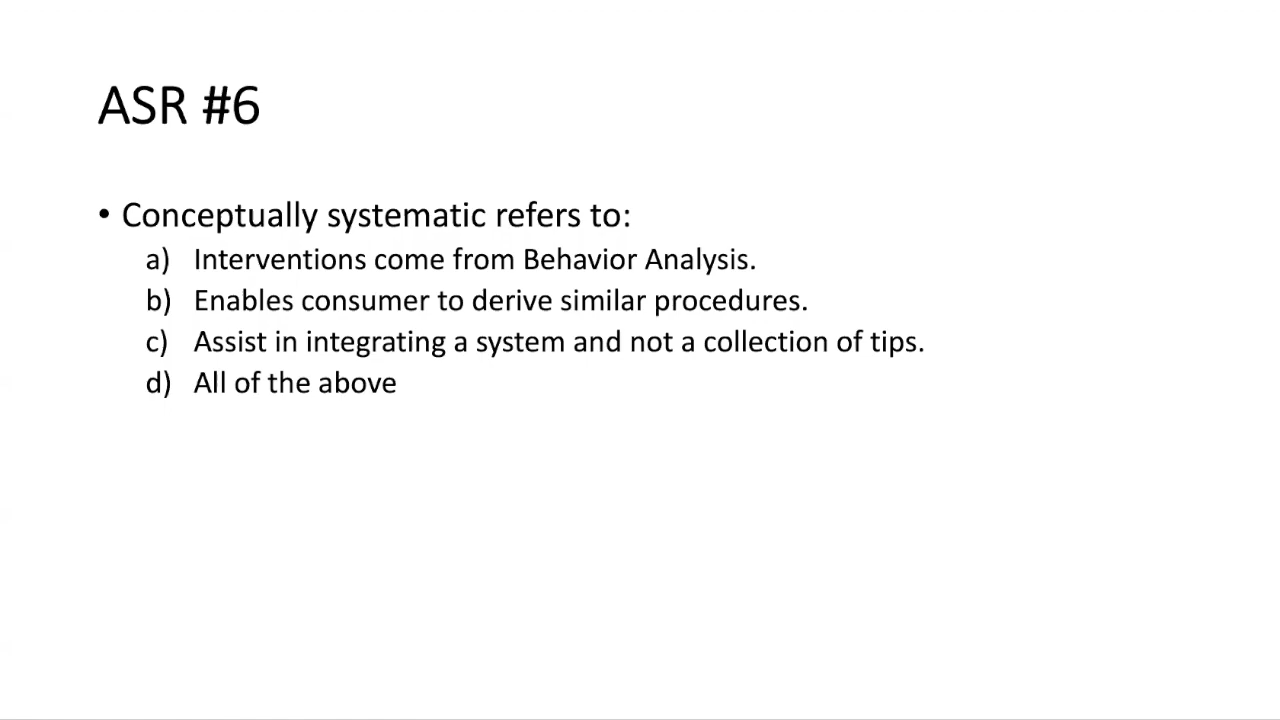 ASR #6
• Conceptually systematic refers to:
a) Interventions come from Behavior Analysis.
b) Enables consumer to derive similar procedures.
c) Assist in integrating a system and not a collection of tips.
d) All of the above